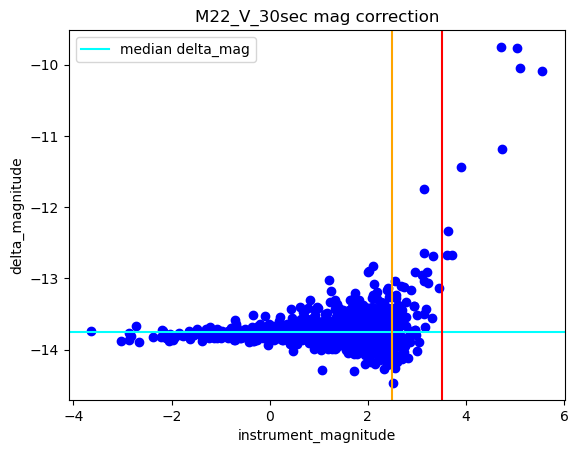 M22_V_30sec mag correction
median delta_mag
delta_magnitude
−10
−11
−12
−13
−14
−4
−2
0
2
4
6
instrument_magnitude